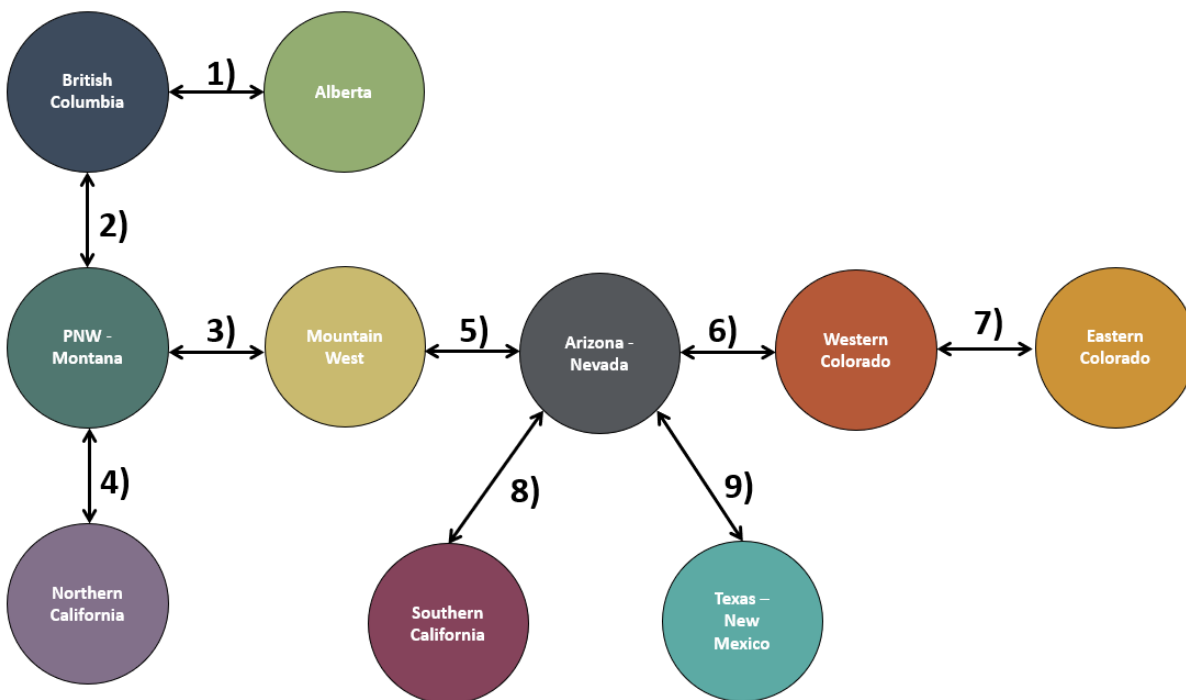 British
Columbia
1)
Alberta
2)
PNW -
Montana
3)
Mountain
West
5)
Arizona -
Nevada
6)
Western
Colorado
7)
Eastern
Colorado
4)
8)
9)
Northern
California
Southern
California
Texas –
New
Mexico